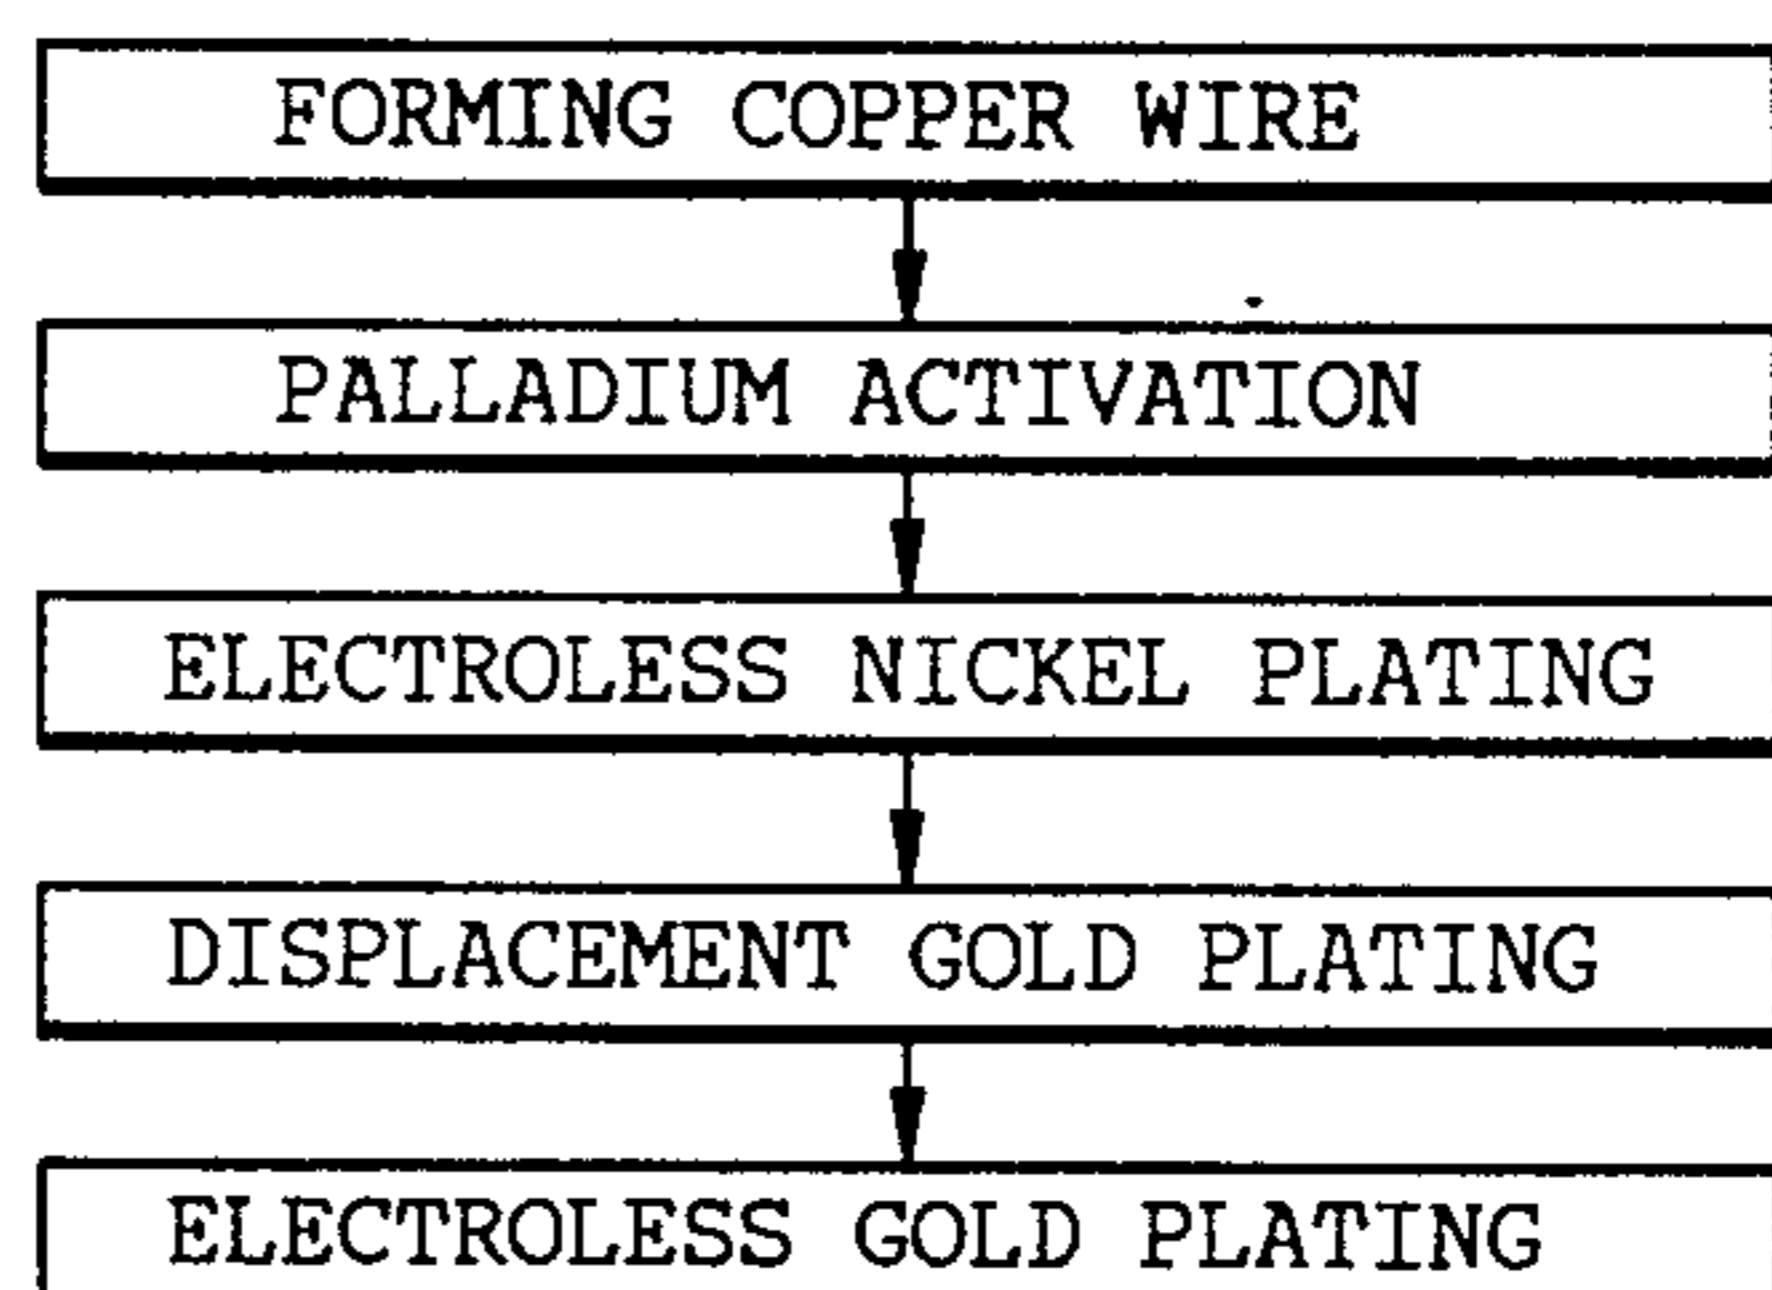 FORMING COPPER WIRE
PALLADIUM ACTIVATION
ELECTROLESS NICKEL PLATING
DISPLACEMENT GOLD PLATING
ELECTROLESS GOLD PLATING